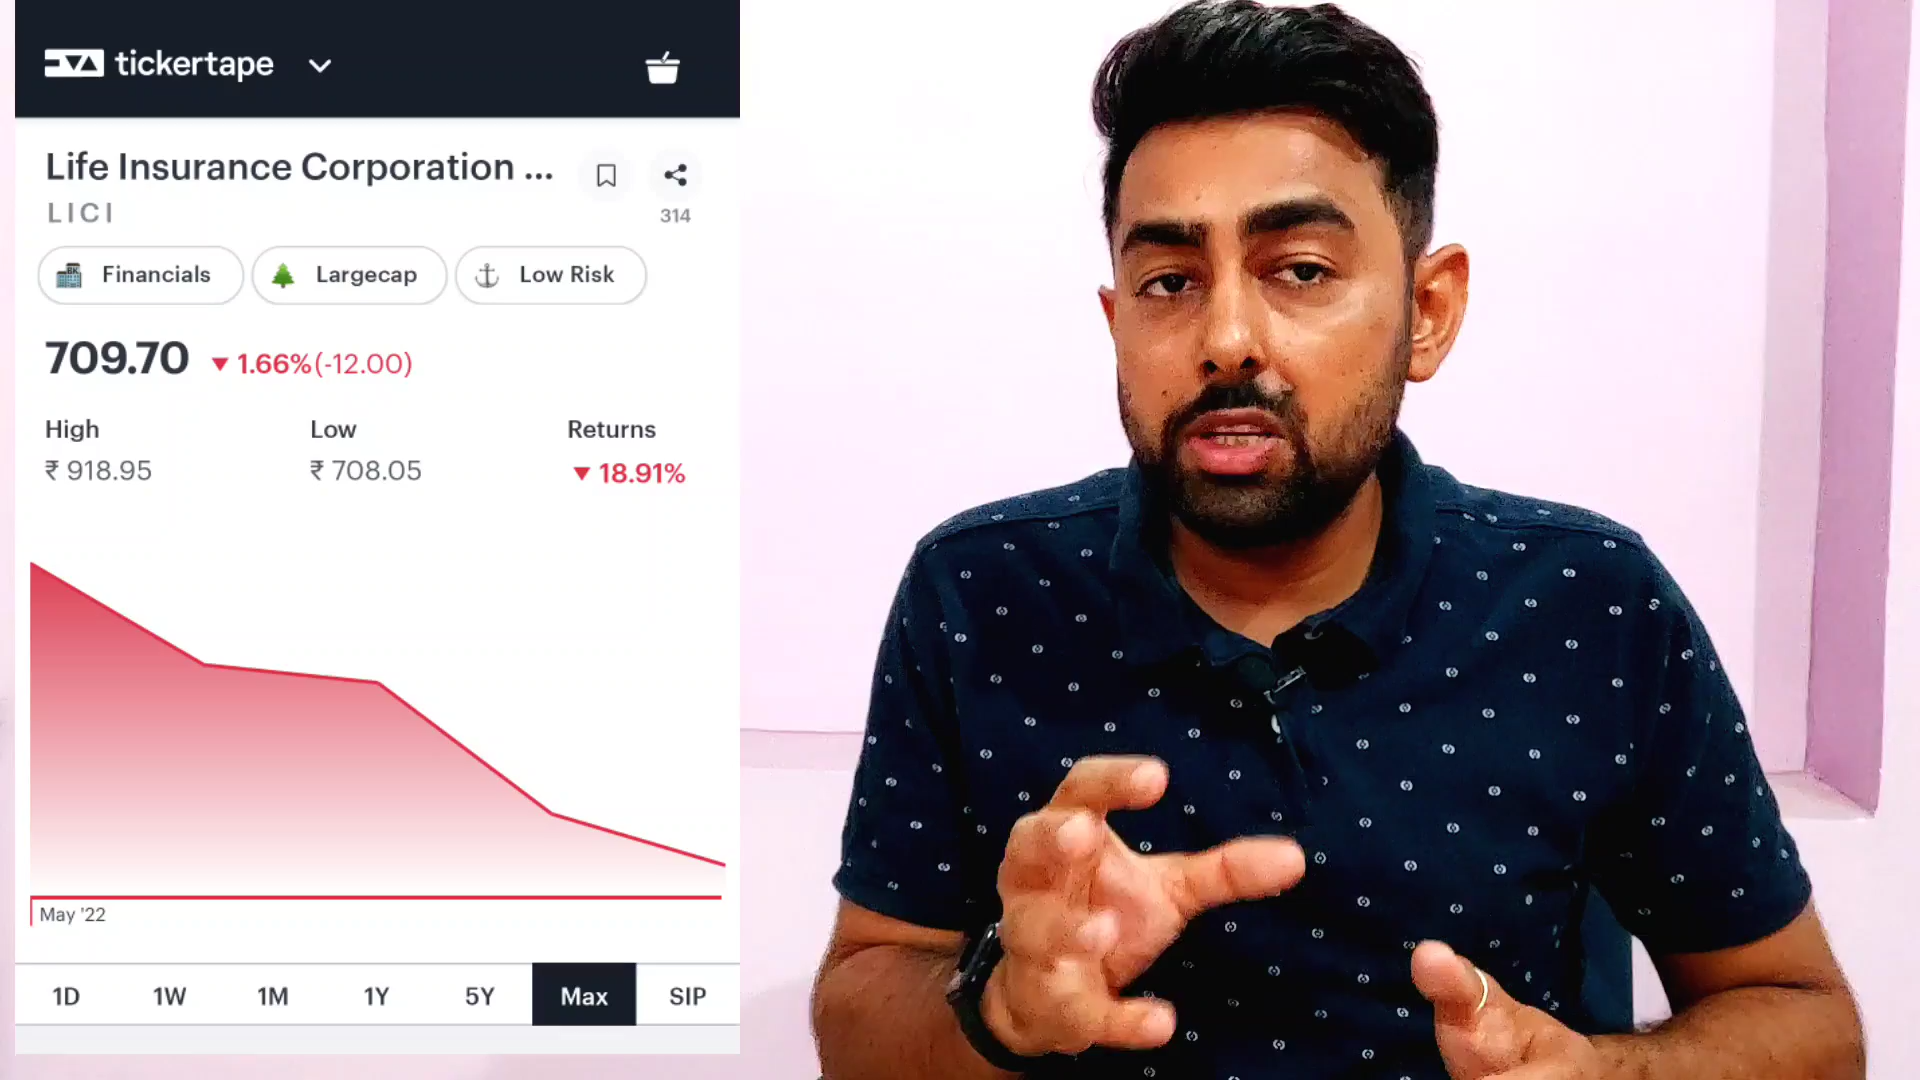 tickertape
Life Insurance Corporation ...
LICI
314
Financials
Largecap
Low Risk
709.70 ▼ 1.66% (-12.00)
High Low Returns
₹ 918.95 ₹ 708.05 ▼ 18.91%
May '22
1D 1W 1M 1Y 5Y Max SIP